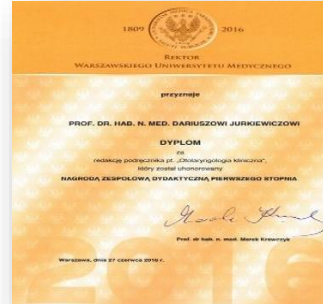 1809 2016
REKTOR
WARSZAWSKIEGO UNIWERSYTETU MEDYCZNEGO
przyznaje
PROF. DR. HAB. N. MED. DARIUSZOWI JURKIEWICZOWI
DYPLOM
za
redakcję podręcznika pt. „Otolaryngologia kliniczna",
który został uhonorowany
NAGRODĄ ZESPOŁOWĄ DYDAKTYCZNĄ PIERWSZEGO STOPNIA
Prof. dr hab. n. med. Marek Krawczyk
Warszawa, dnia 27 czerwca 2016 r.
2016